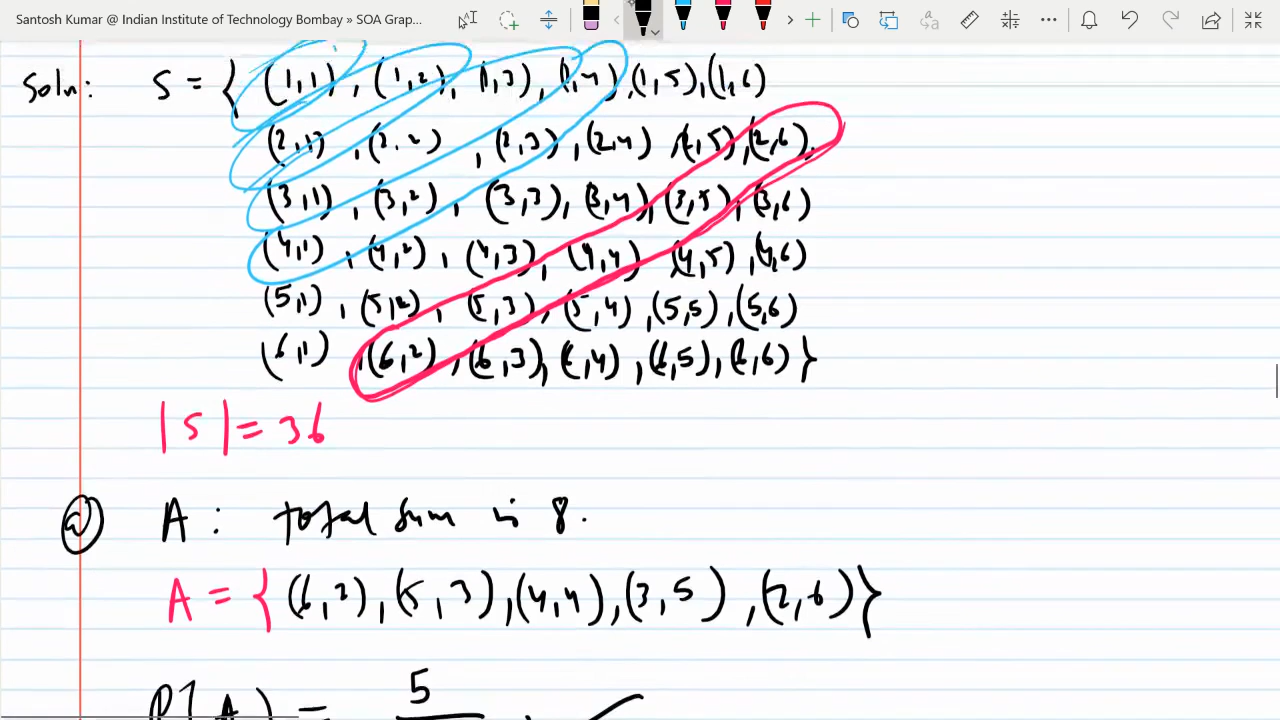 Santosh Kumar @ Indian Institute of Technology Bombay » SOA Grap...
Soln: S = { (1,1), (1,2), (1,3), (1,4), (1,5), (1,6)
(2,1), (2,2), (2,3), (2,4), (2,5), (2,6),
(3,1), (3,2), (3,3), (3,4), (3,5), (3,6)
(4,1), (4,2), (4,3), (4,4) (4,5), (4,6)
(5,1), (5,2), (5,3), (5,4), (5,5), (5,6)
(6,1), (6,2), (6,3), (6,4), (6,5), (6,6) }
|S| = 36
a) A : total sum is 8.
A = { (6,2), (5,3), (4,4), (3,5), (2,6) }
P(A) = 5